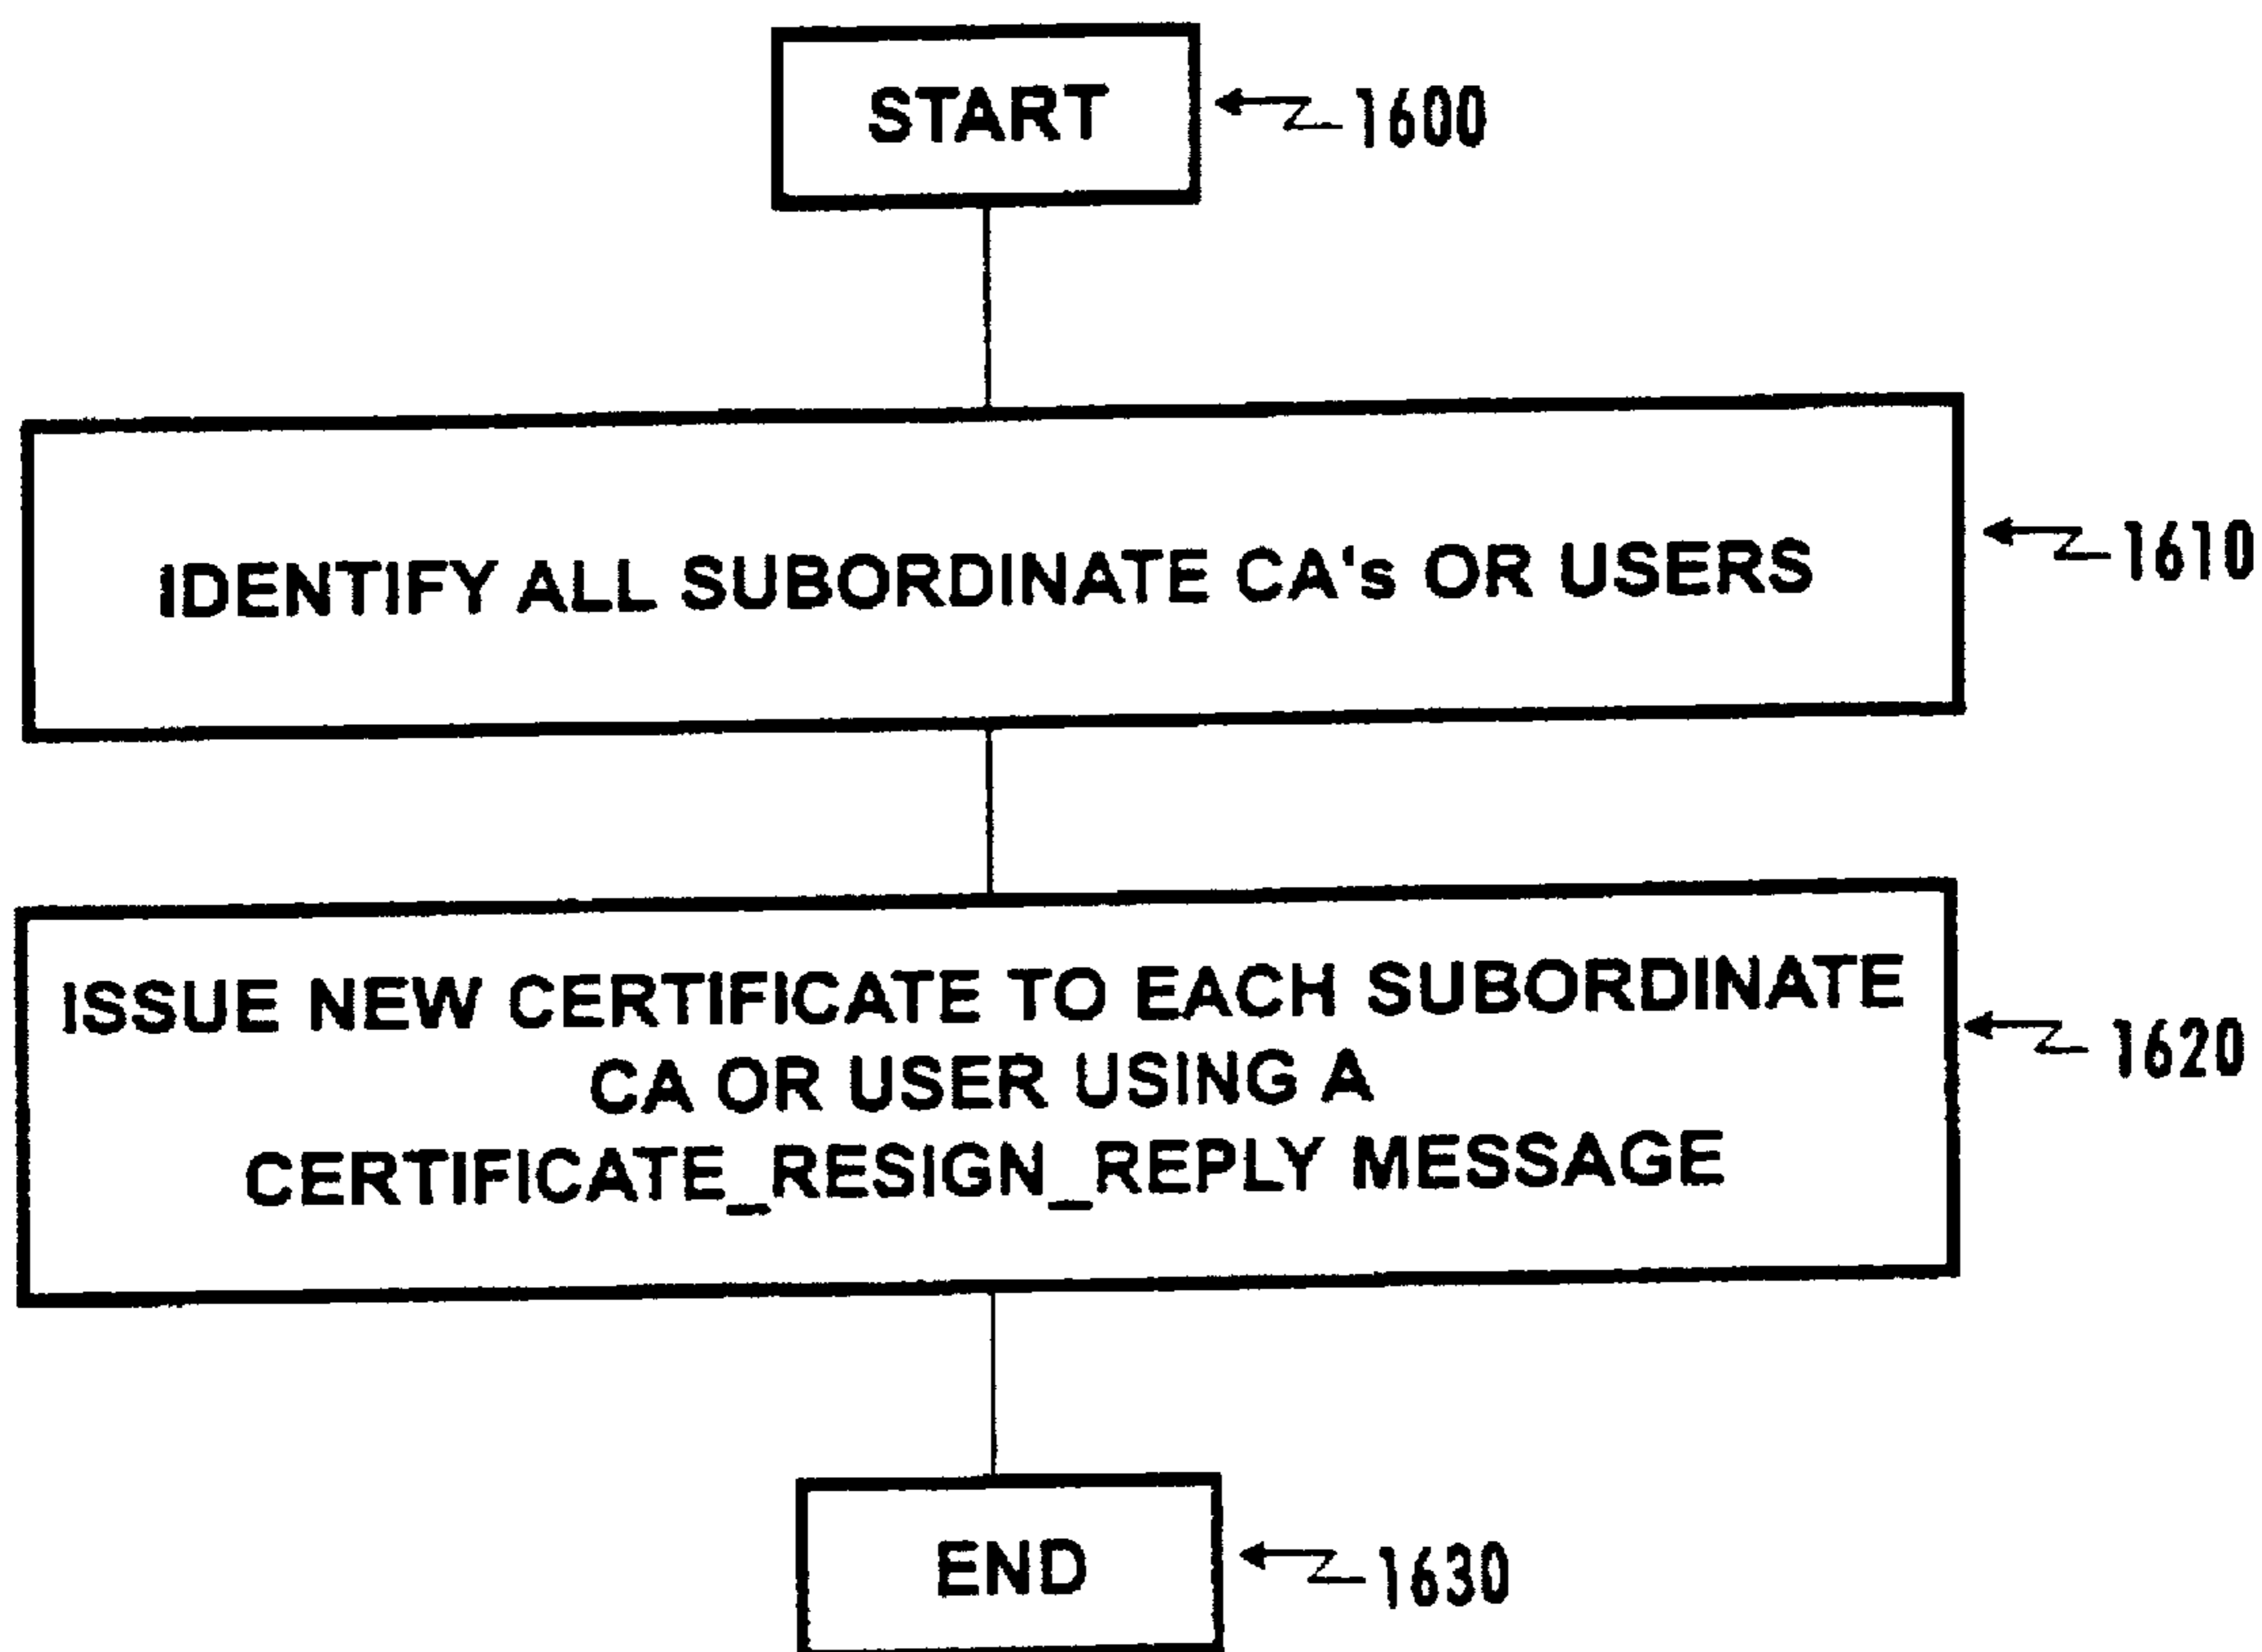 START
1600
IDENTIFY ALL SUBORDINATE CA's OR USERS
1610
ISSUE NEW CERTIFICATE TO EACH SUBORDINATE
CA OR USER USING A
CERTIFICATE_RESIGN_REPLY MESSAGE
1620
END
1630